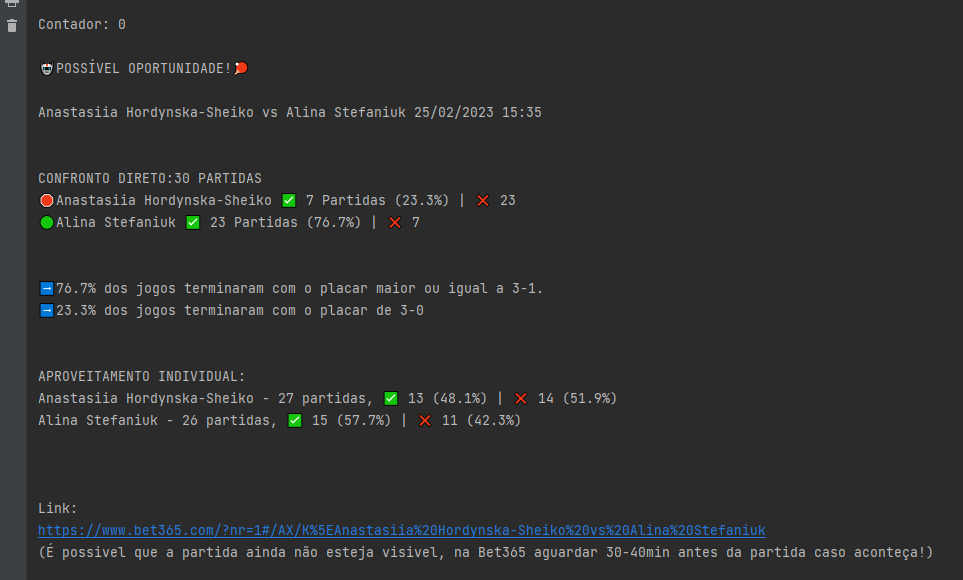 Contador: 0
🤖POSSÍVEL OPORTUNIDADE!🏓
Anastasiia Hordynska-Sheiko vs Alina Stefaniuk 25/02/2023 15:35
CONFRONTO DIRETO:30 PARTIDAS
🔴Anastasiia Hordynska-Sheiko ✅ 7 Partidas (23.3%) | ❌ 23
🟢Alina Stefaniuk ✅ 23 Partidas (76.7%) | ❌ 7
➡️76.7% dos jogos terminaram com o placar maior ou igual a 3-1.
➡️23.3% dos jogos terminaram com o placar de 3-0
APROVEITAMENTO INDIVIDUAL:
Anastasiia Hordynska-Sheiko - 27 partidas, ✅ 13 (48.1%) | ❌ 14 (51.9%)
Alina Stefaniuk - 26 partidas, ✅ 15 (57.7%) | ❌ 11 (42.3%)
Link:
https://www.bet365.com/?nr=1#/AX/K%5EAnastasiia%20Hordynska-Sheiko%20vs%20Alina%20Stefaniuk
(É possivel que a partida ainda não esteja visivel, na Bet365 aguardar 30-40min antes da partida caso aconteça!)